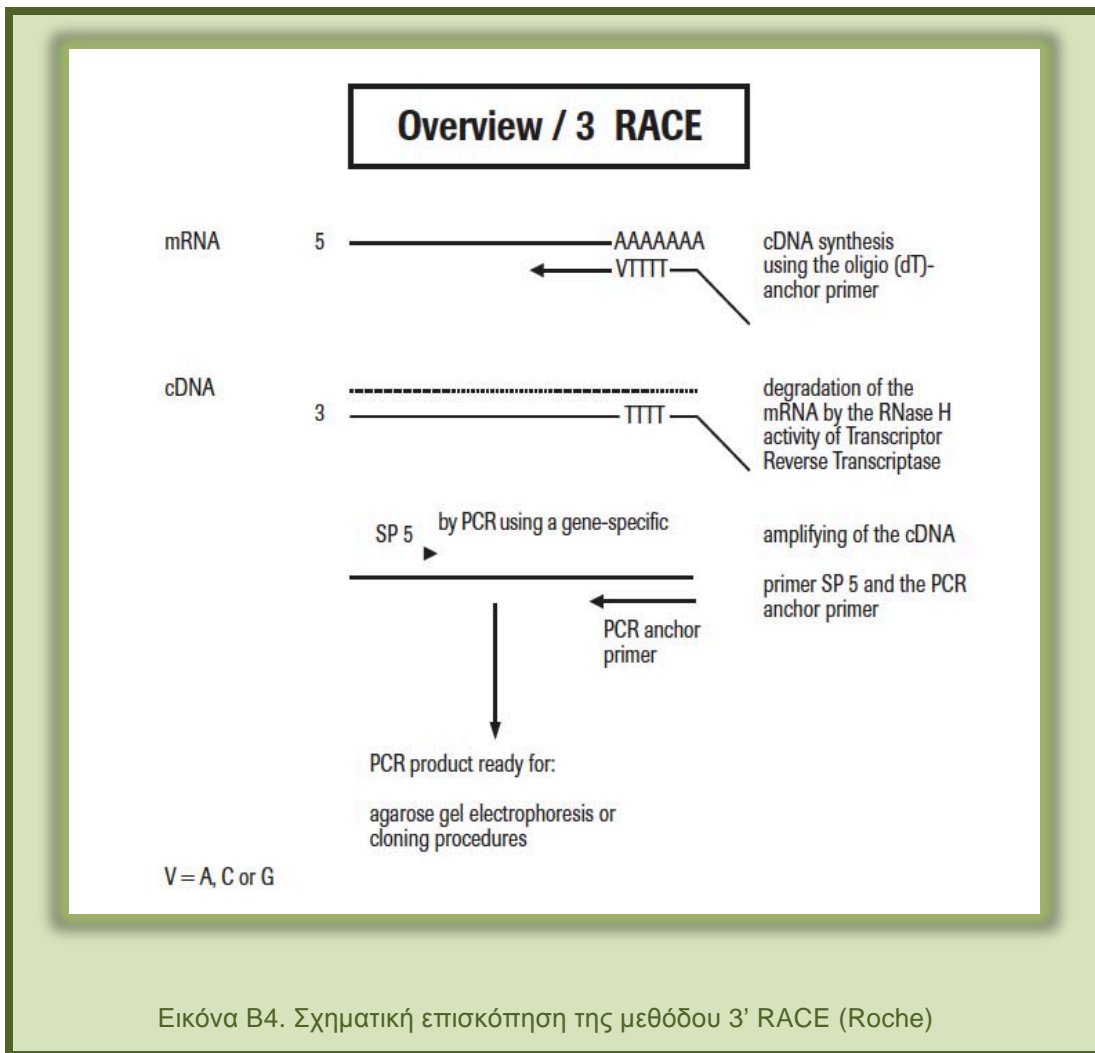 Overview / 3 RACE
mRNA
5
AAAAAAA
VTTTT
cDNA synthesis
using the oligio (dT)-
anchor primer
cDNA
3
TTTT
degradation of the
mRNA by the RNase H
activity of Transcriptor
Reverse Transcriptase
SP 5
by PCR using a gene-specific
amplifying of the cDNA
primer SP 5 and the PCR
anchor primer
PCR anchor
primer
PCR product ready for:
agarose gel electrophoresis or
cloning procedures
V = A, C or G
Εικόνα Β4. Σχηματική επισκόπηση της μεθόδου 3’ RACE (Roche)